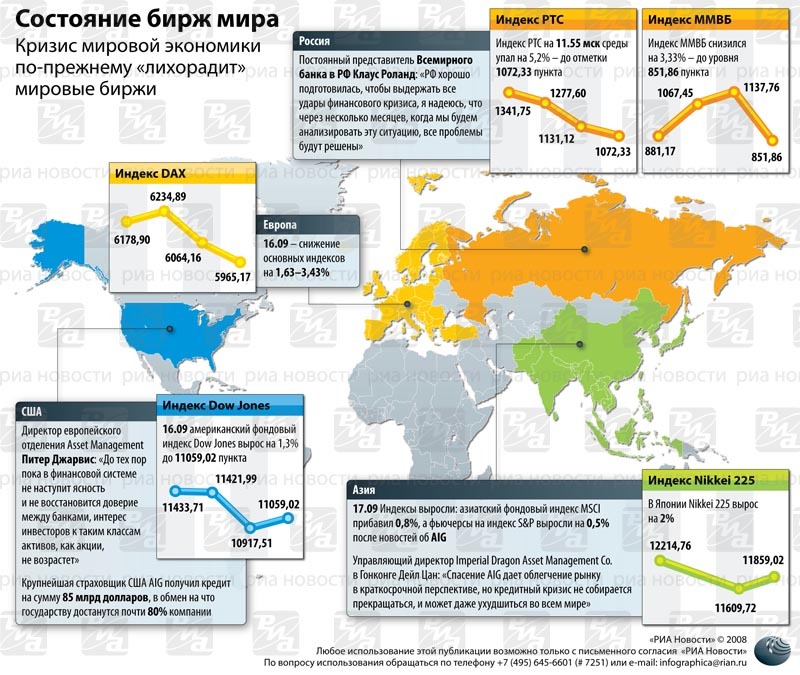 Состояние бирж мира
Кризис мировой экономики
по-прежнему «лихорадит»
мировые биржи
Россия
Постоянный представитель Всемирного
банка в РФ Клаус Роланд: «РФ хорошо
подготовилась, чтобы выдержать все
удары финансового кризиса, я надеюсь, что
через несколько месяцев, когда мы будем
анализировать эту ситуацию, все проблемы
будут решены»
Индекс РТС
Индекс РТС на 11.55 мск среды
упал на 5,2% – до отметки
1072,33 пункта
1277,60
1341,75
1131,12
1072,33
Индекс ММВБ
Индекс ММВБ снизился
на 3,33% – до уровня
851,86 пункта
1137,76
1067,45
881,17
851,86
Индекс DAX
6234,89
6178,90
6064,16
5965,17
Европа
16.09 – снижение
основных индексов
на 1,63–3,43%
США
Директор европейского
отделения Asset Management
Питер Джарвис: «До тех пор
пока в финансовой системе
не наступит ясность
и не восстановится доверие
между банками, интерес
инвесторов к таким классам
активов, как акции,
не возрастет»
Крупнейший страховщик США AIG получил кредит
на сумму 85 млрд долларов, в обмен на что
государству достанутся почти 80% компании
Индекс Dow Jones
16.09 американский фондовый
индекс Dow Jones вырос на 1,3%
до 11059,02 пункта
11421,99
11059,02
11433,71
10917,51
Азия
17.09 Индексы выросли: азиатский фондовый индекс MSCI
прибавил 0,8%, а фьючерсы на индекс S&P выросли на 0,5%
после новостей об AIG
Управляющий директор Imperial Dragon Asset Management Co.
в Гонконге Дейл Цан: «Спасение AIG дает облегчение рынку
в краткосрочной перспективе, но кредитный кризис не собирается
прекращаться, и может даже ухудшиться во всем мире»
Индекс Nikkei 225
В Японии Nikkei 225 вырос
на 2%
12214,76
11859,02
11609,72
«РИА Новости» © 2008
Любое использование этой публикации возможно только с письменного согласия «РИА Новости»
По вопросу использования обращаться по телефону +7 (495) 645-6601 (# 7251) или e-mail: infographica@rian.ru
риа новости